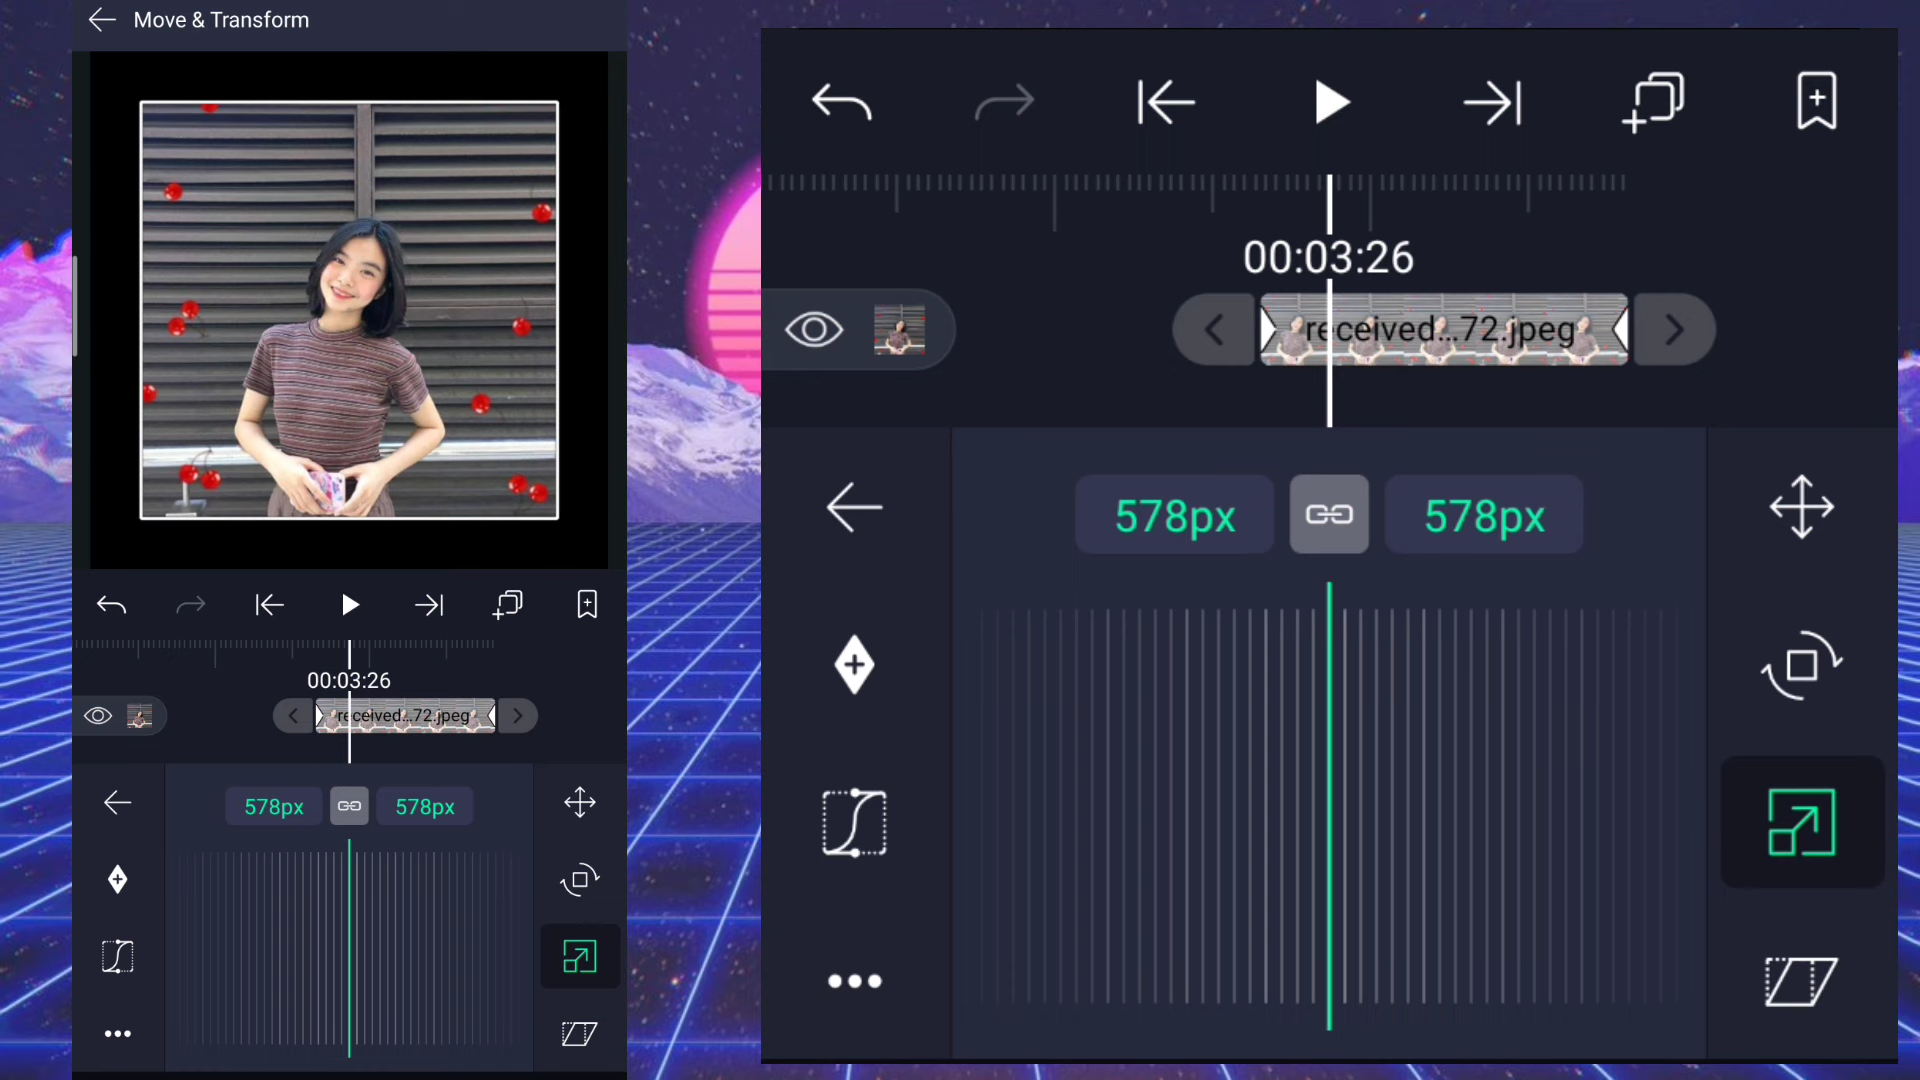 Move & Transform
00:03:26
received...72.jpeg
578px
578px
00:03:26
received...72.jpeg
578px
578px